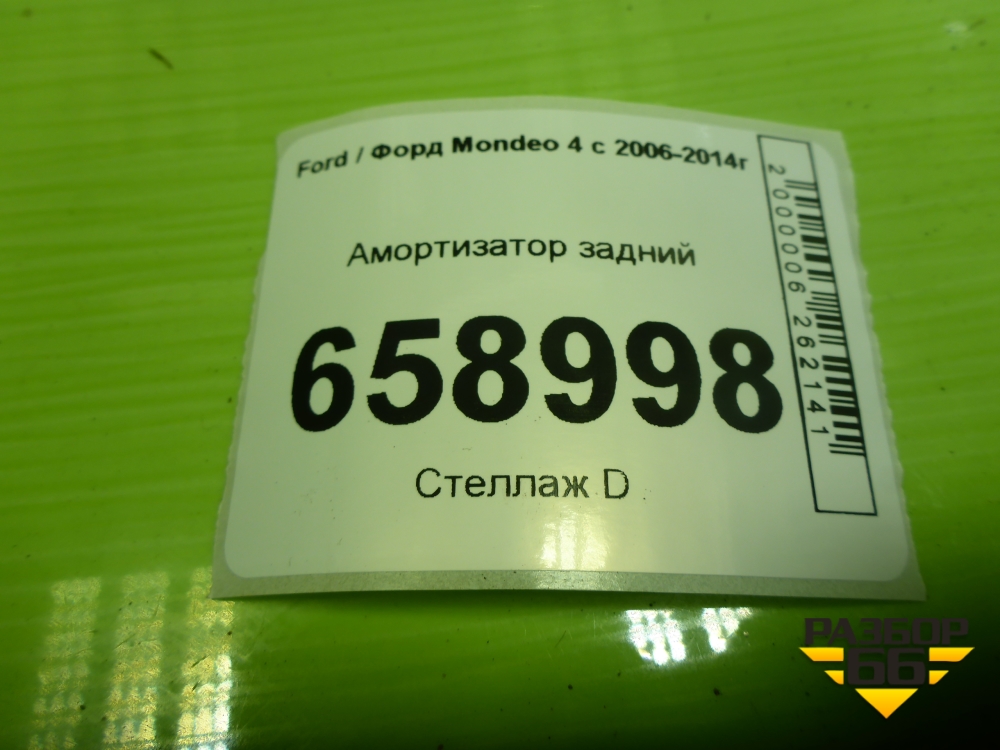 Ford / Форд Mondeo 4 с 2006-2014г
Амортизатор задний
658998
Стеллаж D
2000006262141
РАЗБОР
66